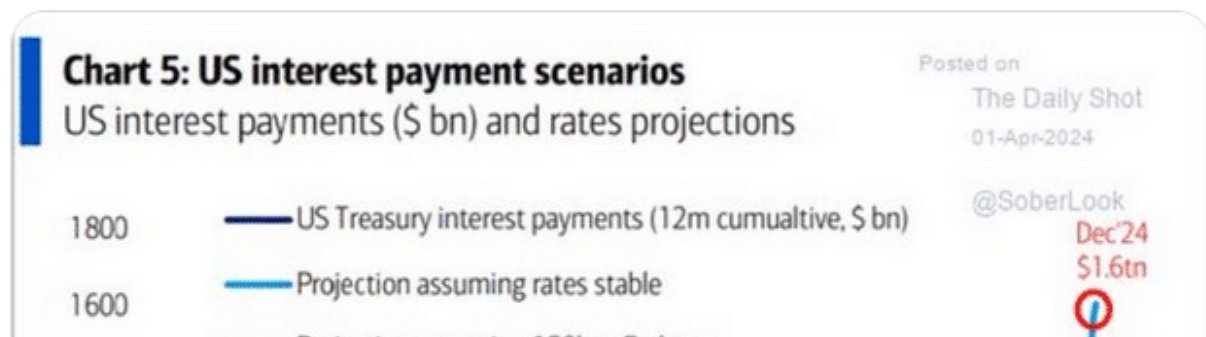 Chart 5: US interest payment scenarios
US interest payments ($ bn) and rates projections
Posted on
The Daily Shot
01-Apr-2024
@SoberLook
1800
US Treasury interest payments (12m cumualtive, $ bn)
Dec'24
$1.6tn
Projection assuming rates stable
1600